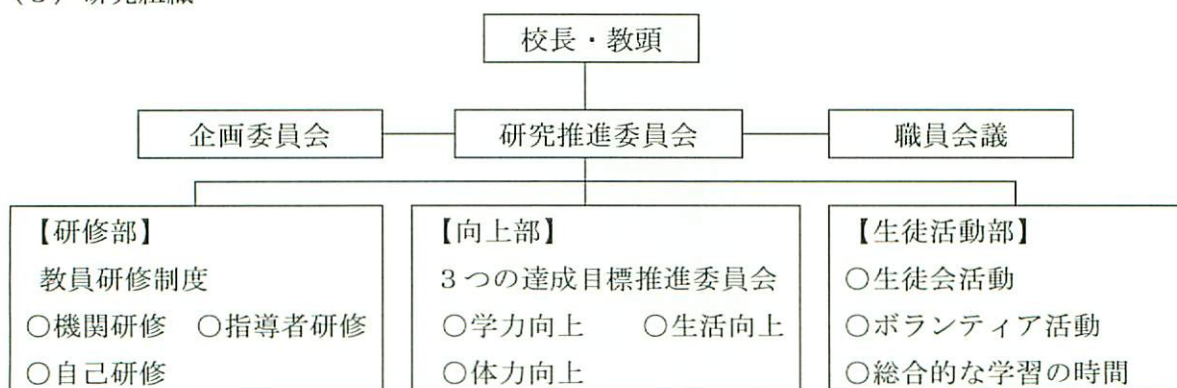 校長・教頭
企画委員会
研究推進委員会
職員会議
【研修部】
教員研修制度
○機関研修 ○指導者研修
○自己研修
【向上部】
3つの達成目標推進委員会
○学力向上 ○生活向上
○体力向上
【生徒活動部】
○生徒会活動
○ボランティア活動
○総合的な学習の時間